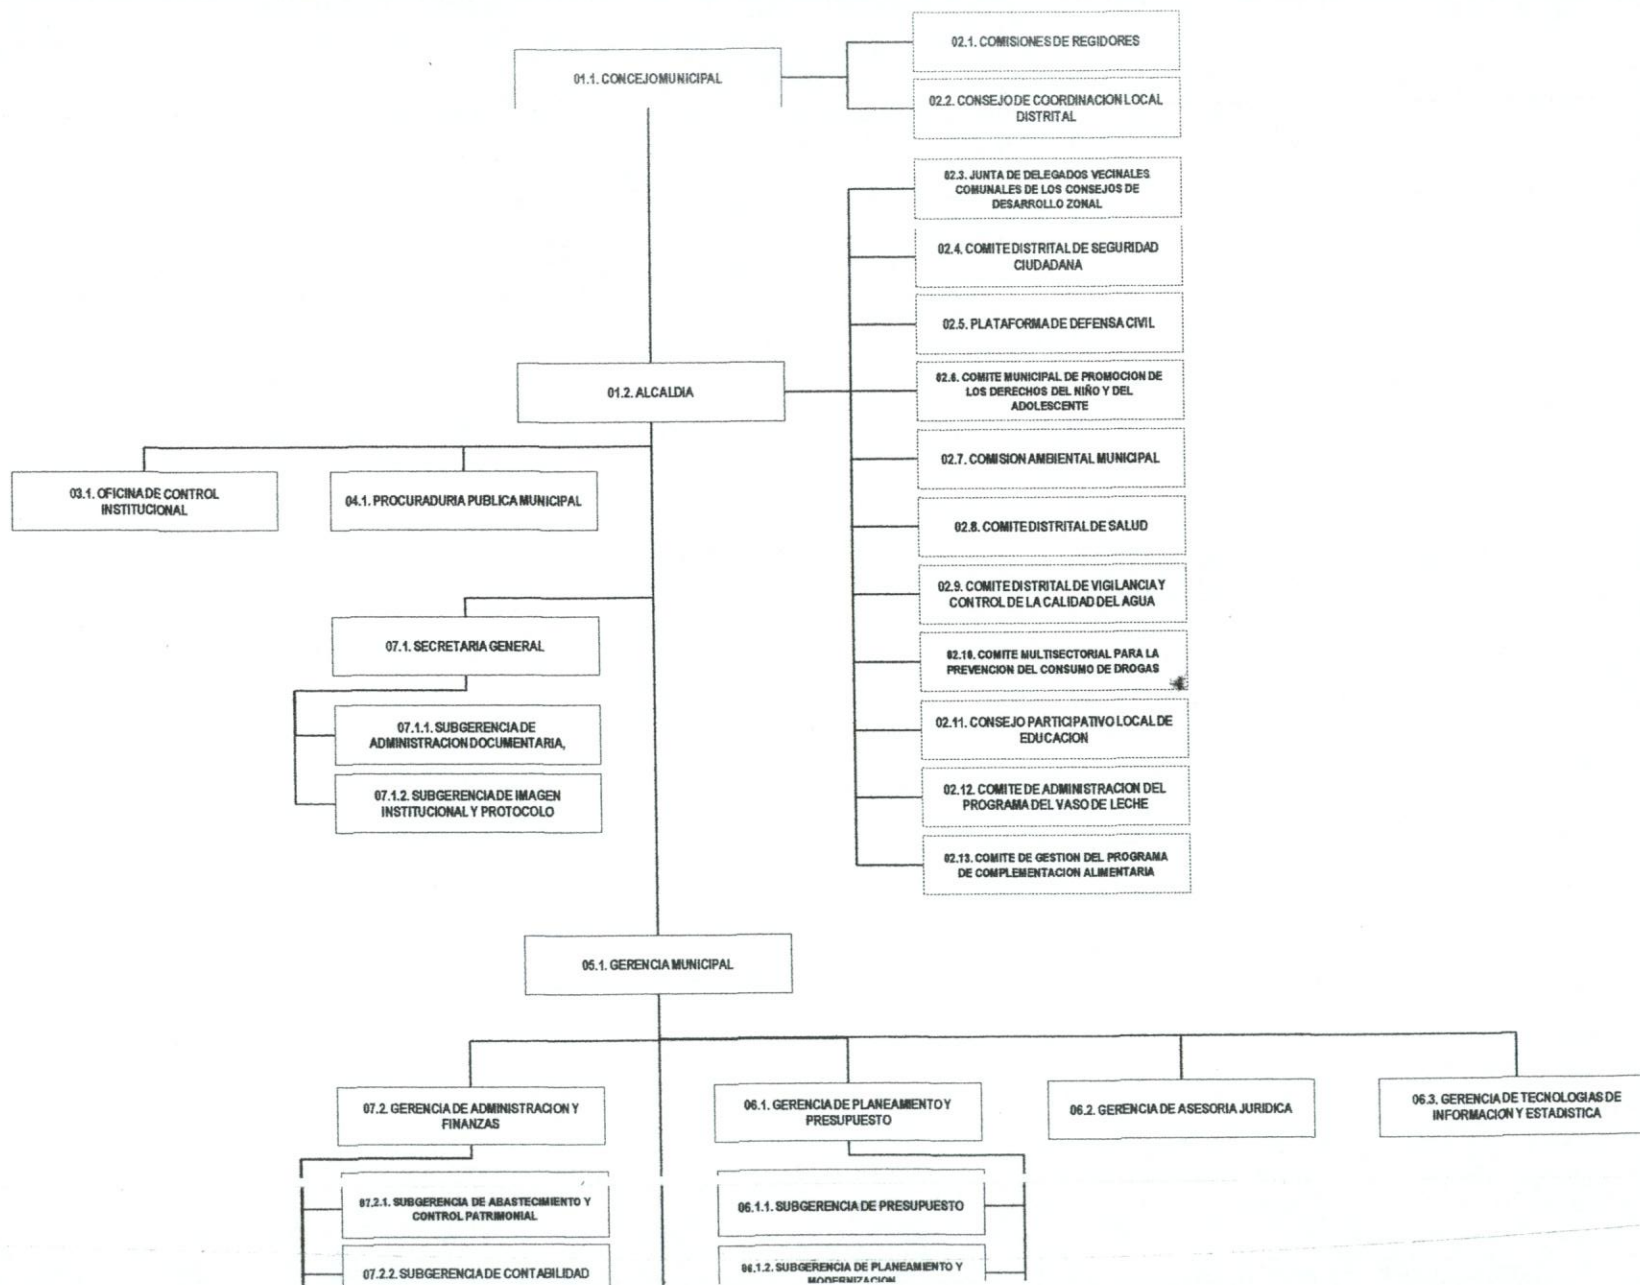 01.1. CONCEJO MUNICIPAL
02.1. COMISIONES DE REGIDORES
02.2. CONSEJO DE COORDINACION LOCAL
DISTRITAL
02.3. JUNTA DE DELEGADOS VECINALES
COMUNALES DE LOS CONSEJOS DE
DESARROLLO ZONAL
02.4. COMITE DISTRITAL DE SEGURIDAD
CIUDADANA
02.5. PLATAFORMA DE DEFENSA CIVIL
01.2. ALCALDIA
02.6. COMITE MUNICIPAL DE PROMOCION DE
LOS DERECHOS DEL NIÑO Y DEL
ADOLESCENTE
02.7. COMISION AMBIENTAL MUNICIPAL
03.1. OFICINA DE CONTROL
INSTITUCIONAL
04.1. PROCURADURIA PUBLICA MUNICIPAL
02.8. COMITE DISTRITAL DE SALUD
02.9. COMITE DISTRITAL DE VIGILANCIA Y
CONTROL DE LA CALIDAD DEL AGUA
07.1. SECRETARIA GENERAL
02.10. COMITE MULTISECTORIAL PARA LA
PREVENCION DEL CONSUMO DE DROGAS
07.1.1. SUBGERENCIA DE
ADMINISTRACION DOCUMENTARIA,
02.11. CONSEJO PARTICIPATIVO LOCAL DE
EDUCACION
07.1.2. SUBGERENCIA DE IMAGEN
INSTITUCIONAL Y PROTOCOLO
02.12. COMITE DE ADMINISTRACION DEL
PROGRAMA DEL VASO DE LECHE
02.13. COMITE DE GESTION DEL PROGRAMA
DE COMPLEMENTACION ALIMENTARIA
05.1. GERENCIA MUNICIPAL
07.2. GERENCIA DE ADMINISTRACION Y
FINANZAS
06.1. GERENCIA DE PLANEAMIENTO Y
PRESUPUESTO
06.2. GERENCIA DE ASESORIA JURIDICA
06.3. GERENCIA DE TECNOLOGIAS DE
INFORMACION Y ESTADISTICA
07.2.1. SUBGERENCIA DE ABASTECIMIENTO Y
CONTROL PATRIMONIAL
06.1.1. SUBGERENCIA DE PRESUPUESTO
07.2.2. SUBGERENCIA DE CONTABILIDAD
06.1.2. SUBGERENCIA DE PLANEAMIENTO Y
MODERNIZACION